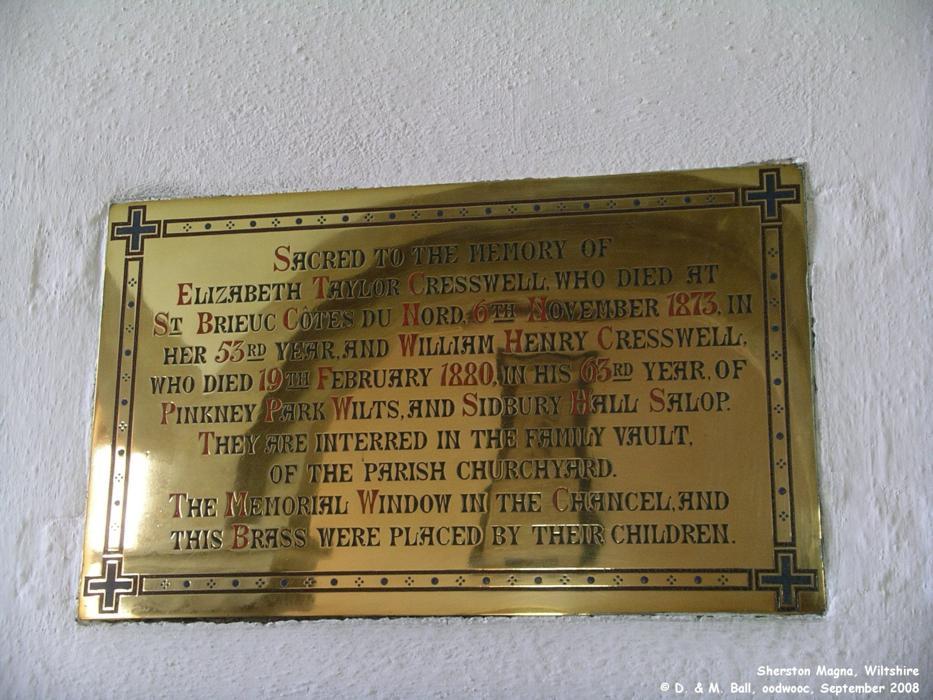 Sacred to the memory of
Elizabeth Taylor Cresswell, who died at
St Brieuc Côtes du Nord, 6th November 1873, in
her 53rd year, and William Henry Cresswell,
who died 19th February 1880, in his 63rd year, of
Pinkney Park Wilts, and Sidbury Hall Salop.
They are interred in the family vault,
of the parish churchyard.
The Memorial Window in the Chancel, and
this Brass were placed by their children.
Sherston Magna, Wiltshire
© D. & M. Ball, oodwooc, September 2008